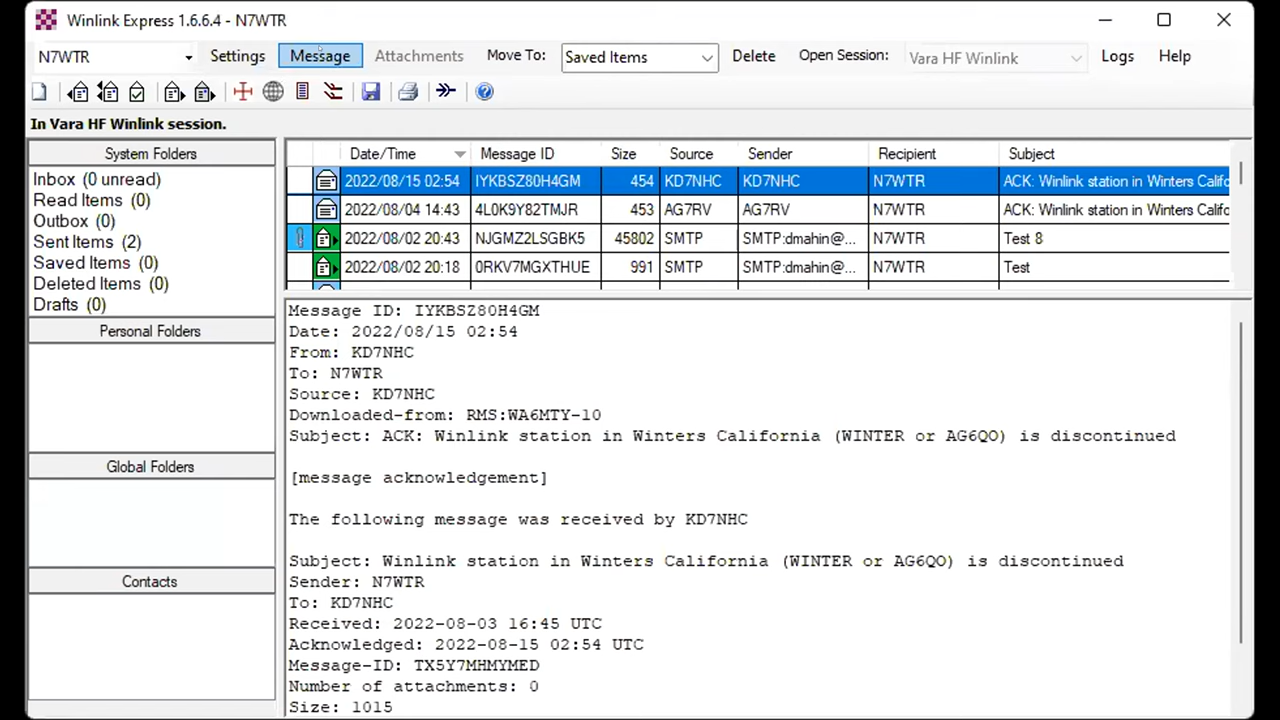 Winlink Express 1.6.6.4 - N7WTR
N7WTR Settings Message Attachments Move To: Saved Items Delete Open Session: Vara HF Winlink Logs Help
In Vara HF Winlink session.
System Folders
Inbox (0 unread)
Read Items (0)
Outbox (0)
Sent Items (2)
Saved Items (0)
Deleted Items (0)
Drafts (0)
Personal Folders
Global Folders
Contacts
Date/Time Message ID Size Source Sender Recipient Subject
2022/08/15 02:54 IYKBSZ80H4GM 454 KD7NHC KD7NHC N7WTR ACK: Winlink station in Winters Califo
2022/08/04 14:43 4L0K9Y82TMJR 453 AG7RV AG7RV N7WTR ACK: Winlink station in Winters Califo
2022/08/02 20:43 NJGMZ2LSGBK5 45802 SMTP SMTP:dmahin@... N7WTR Test 8
2022/08/02 20:18 0RKV7MGXTHUE 991 SMTP SMTP:dmahin@... N7WTR Test
Message ID: IYKBSZ80H4GM
Date: 2022/08/15 02:54
From: KD7NHC
To: N7WTR
Source: KD7NHC
Downloaded-from: RMS:WA6MTY-10
Subject: ACK: Winlink station in Winters California (WINTER or AG6QO) is discontinued
[message acknowledgement]
The following message was received by KD7NHC
Subject: Winlink station in Winters California (WINTER or AG6QO) is discontinued
Sender: N7WTR
To: KD7NHC
Received: 2022-08-03 16:45 UTC
Acknowledged: 2022-08-15 02:54 UTC
Message-ID: TX5Y7MHMYMED
Number of attachments: 0
Size: 1015